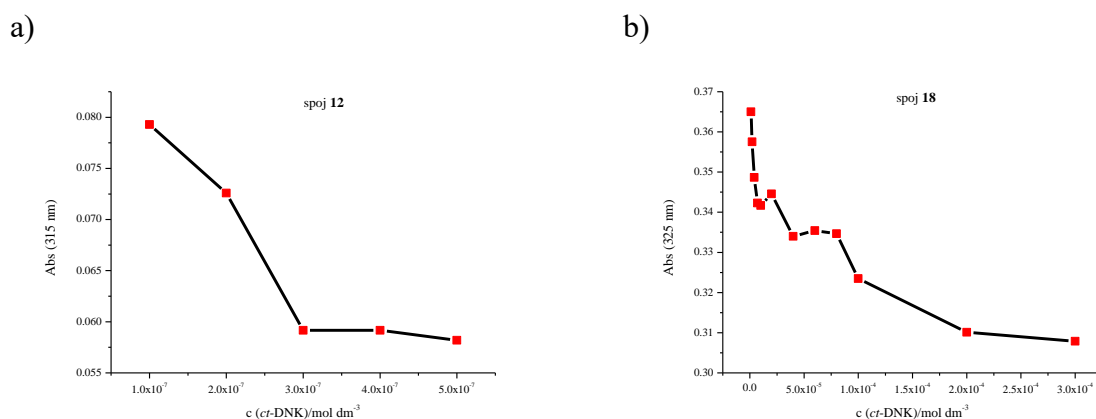 a)
spoj 12
0.080
0.075
0.070
0.065
0.060
0.055
Abs (315 nm)
1.0x10⁻⁷ 2.0x10⁻⁷ 3.0x10⁻⁷ 4.0x10⁻⁷ 5.0x10⁻⁷
c (ct-DNK)/mol dm⁻³
b)
spoj 18
0.37
0.36
0.35
0.34
0.33
0.32
0.31
0.30
Abs (325 nm)
0.0 5.0x10⁻⁵ 1.0x10⁻⁴ 1.5x10⁻⁴ 2.0x10⁻⁴ 2.5x10⁻⁴ 3.0x10⁻⁴
c (ct-DNK)/mol dm⁻³